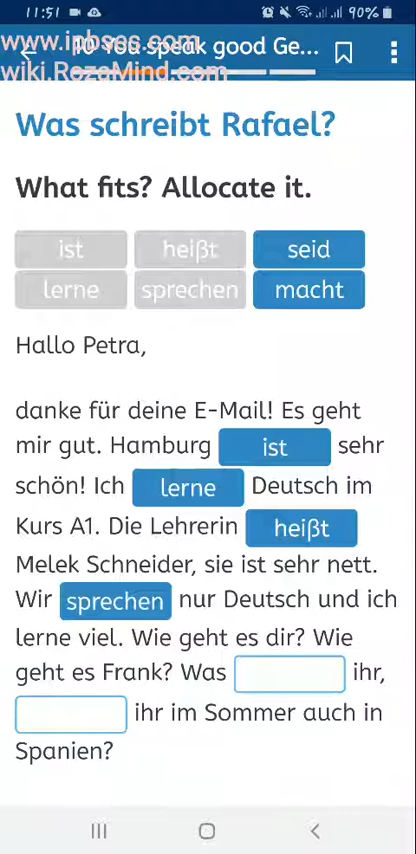 11:51 90%
www.irbsec.com
10 You speak good Ge...
wiki.RozaMind.com
Was schreibt Rafael?
What fits? Allocate it.
ist heißt seid
lerne sprechen macht
Hallo Petra,
danke für deine E-Mail! Es geht
mir gut. Hamburg ist sehr
schön! Ich lerne Deutsch im
Kurs A1. Die Lehrerin heißt
Melek Schneider, sie ist sehr nett.
Wir sprechen nur Deutsch und ich
lerne viel. Wie geht es dir? Wie
geht es Frank? Was ihr,
ihr im Sommer auch in
Spanien?